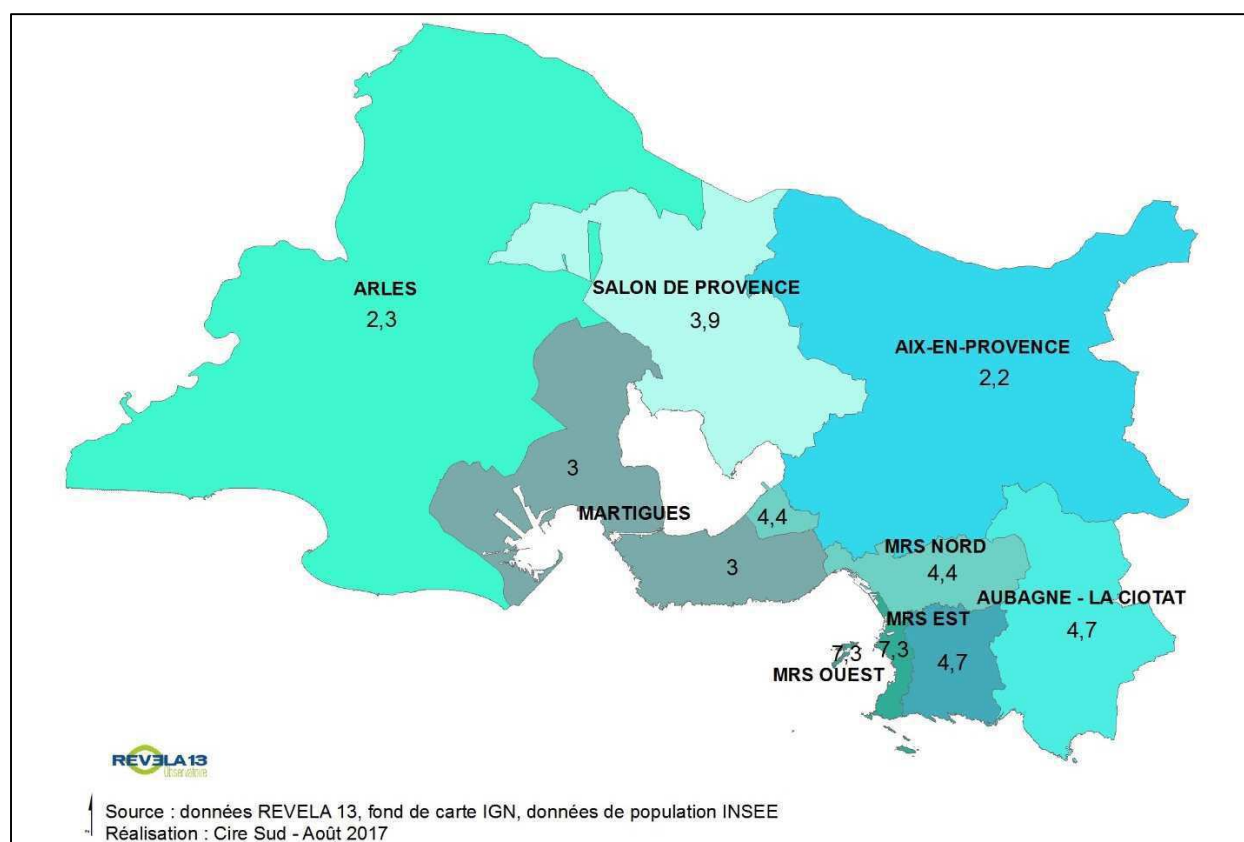 ARLES
2,3
SALON DE PROVENCE
3,9
AIX-EN-PROVENCE
2,2
3
MARTIGUES
4,4
3
MRS NORD
4,4
AUBAGNE - LA CIOTAT
4,7
MRS EST
4,7
7,3
7,3
MRS OUEST
REVELA13
Observatoire
Source : données REVELA 13, fond de carte IGN, données de population INSEE
Réalisation : Cire Sud - Août 2017